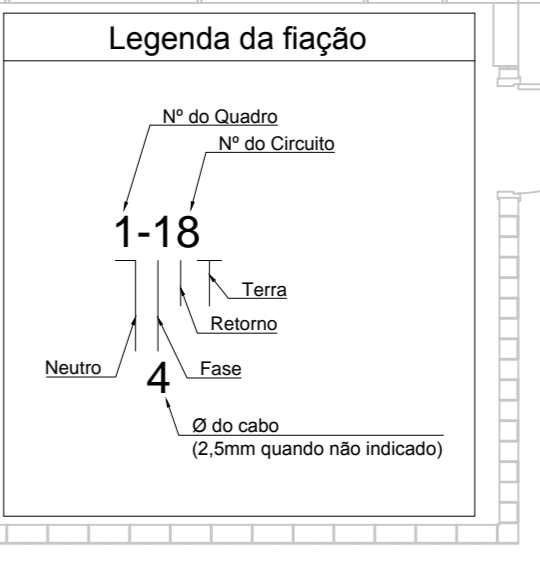 Legenda da fiação
Nº do Quadro
Nº do Circuito
1-18
Terra
Retorno
Neutro
Fase
4
Ø do cabo
(2,5mm quando não indicado)